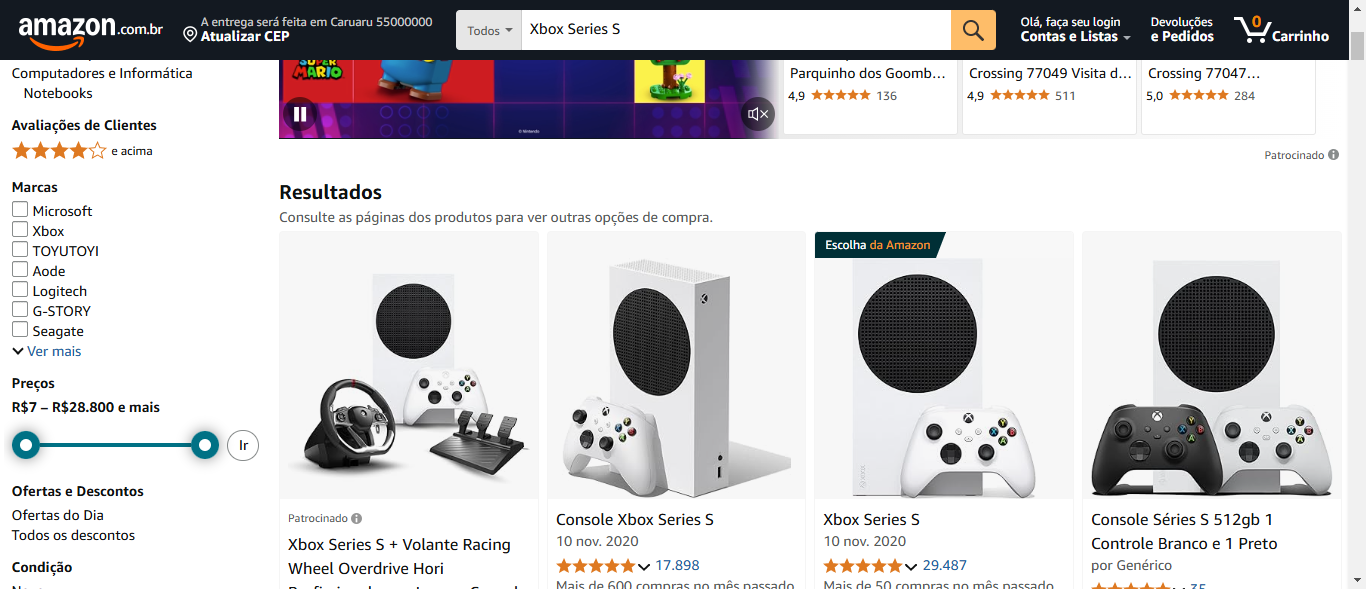 amazon.com.br
A entrega será feita em Caruaru 55000000
Atualizar CEP
Todos
Xbox Series S
Olá, faça seu login
Contas e Listas
Devoluções
e Pedidos
0
Carrinho
Computadores e Informática
Notebooks
Avaliações de Clientes
e acima
Marcas
Microsoft
Xbox
TOYUTOYI
Aode
Logitech
G-STORY
Seagate
Ver mais
Preços
R$7 – R$28.800 e mais
Ir
Ofertas e Descontos
Ofertas do Dia
Todos os descontos
Condição
SUPER
MARIO
© Nintendo
Parquinho dos Goomb...
4,9 136
Crossing 77049 Visita d...
4,9 511
Crossing 77047...
5,0 284
Patrocinado
Resultados
Consulte as páginas dos produtos para ver outras opções de compra.
Patrocinado
Xbox Series S + Volante Racing
Wheel Overdrive Hori
Console Xbox Series S
10 nov. 2020
17.898
Mais de 600 compras no mês passado
Escolha da Amazon
Xbox Series S
10 nov. 2020
29.487
Mais de 50 compras no mês passado
Console Séries S 512gb 1
Controle Branco e 1 Preto
por Genérico
35